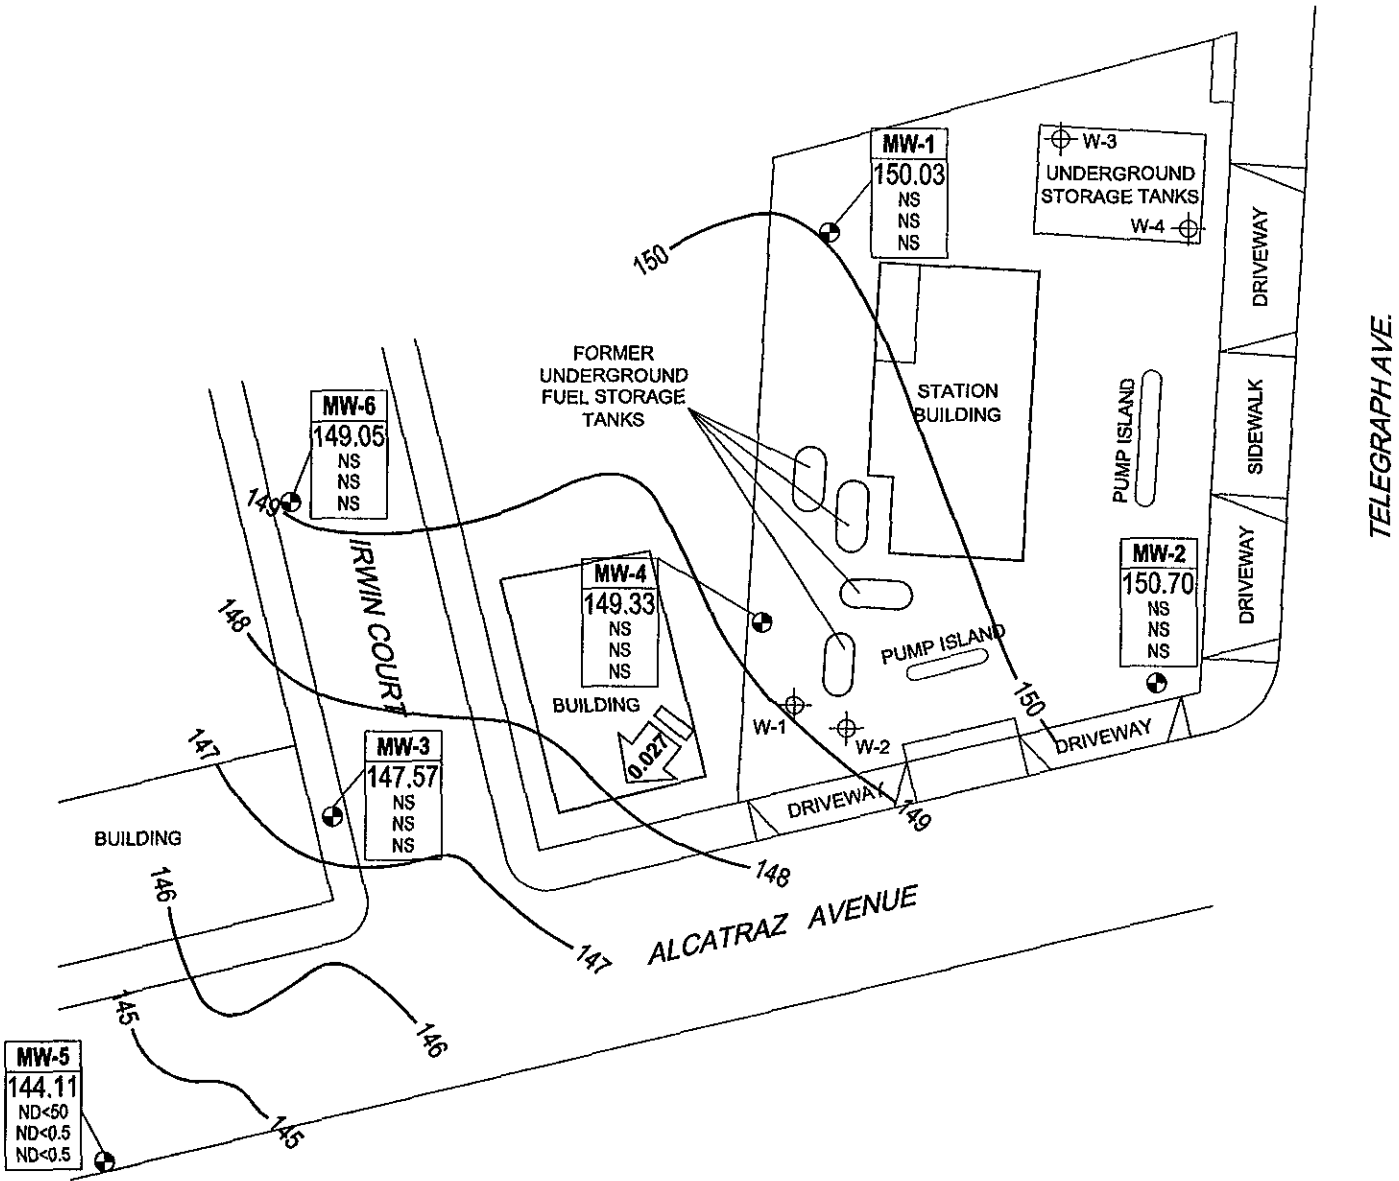 MW-1
150.03
NS
NS
NS
W-3
UNDERGROUND
STORAGE TANKS
W-4
DRIVEWAY
TELEGRAPH AVE.
150
FORMER
UNDERGROUND
FUEL STORAGE
TANKS
STATION
BUILDING
PUMP ISLAND
SIDEWALK
MW-6
149.05
NS
NS
NS
149
IRWIN COURT
MW-4
149.33
NS
NS
NS
BUILDING
0.027
MW-2
150.70
NS
NS
NS
DRIVEWAY
PUMP ISLAND
150
DRIVEWAY
W-1
W-2
DRIVEWAY
149
148
148
147
MW-3
147.57
NS
NS
NS
BUILDING
146
147
ALCATRAZ AVENUE
145
146
145
MW-5
144.11
ND<50
ND<0.5
ND<0.5